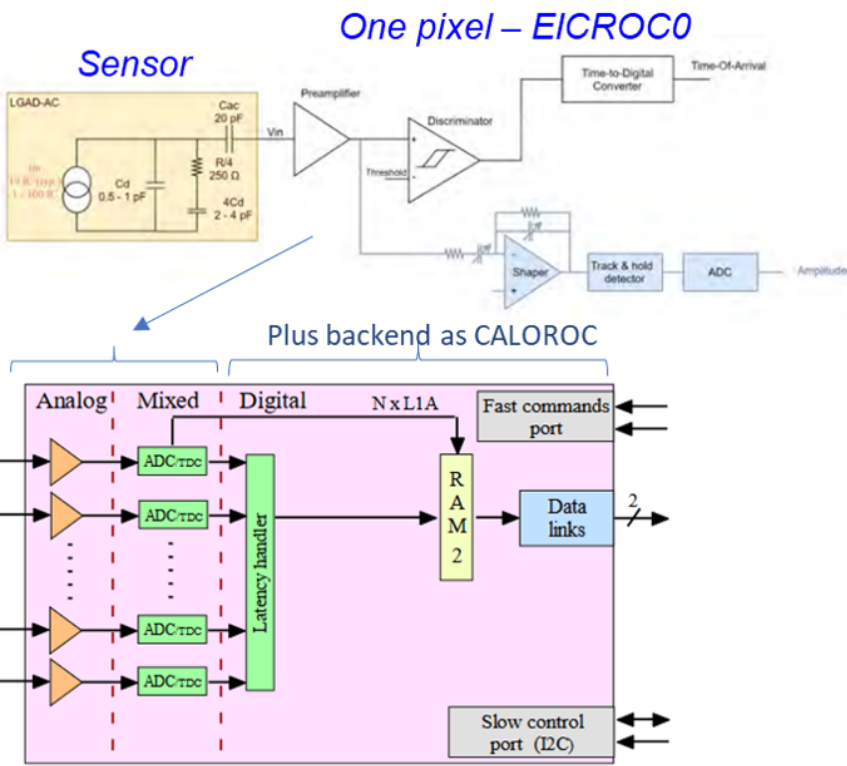 One pixel – EICROC0
Sensor
LGAD-AC
Cac
20 pF
Vin
R/4
250 Ω
Cd
0.5 - 1 pF
4Cd
2 - 4 pF
Preamplifier
Discriminator
Threshold
+
-
Time-to-Digital
Converter
Time-Of-Arrival
-
+
Shaper
Track & hold
detector
ADC
Amplitude
Plus backend as CALOROC
Analog
Mixed
Digital
N x L1A
Fast commands
port
ADC/TDC
ADC/TDC
ADC/TDC
ADC/TDC
Latency handler
R
A
M
2
Data
links
2
Slow control
port (I2C)